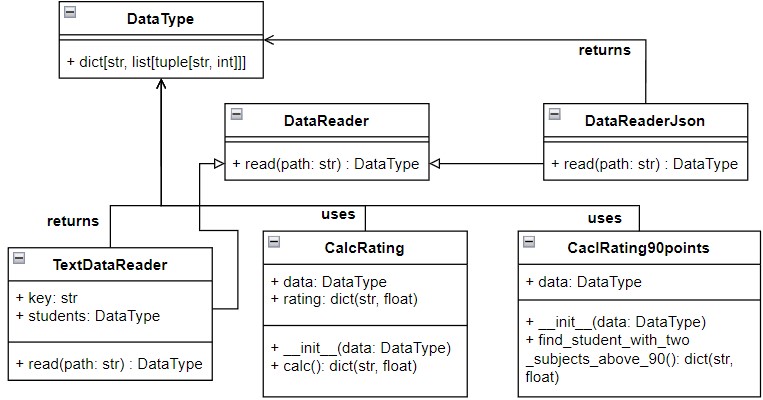 DataType
+ dict[str, list[tuple[str, int]]]
returns
DataReader
+ read(path: str) : DataType
DataReaderJson
+ read(path: str) : DataType
returns
uses
uses
TextDataReader
+ key: str
+ students: DataType
+ read(path: str) : DataType
CalcRating
+ data: DataType
+ rating: dict(str, float)
+ __init__(data: DataType)
+ calc(): dict(str, float)
CaclRating90points
+ data: DataType
+ __init__(data: DataType)
+ find_student_with_two
_subjects_above_90(): dict(str,
float)